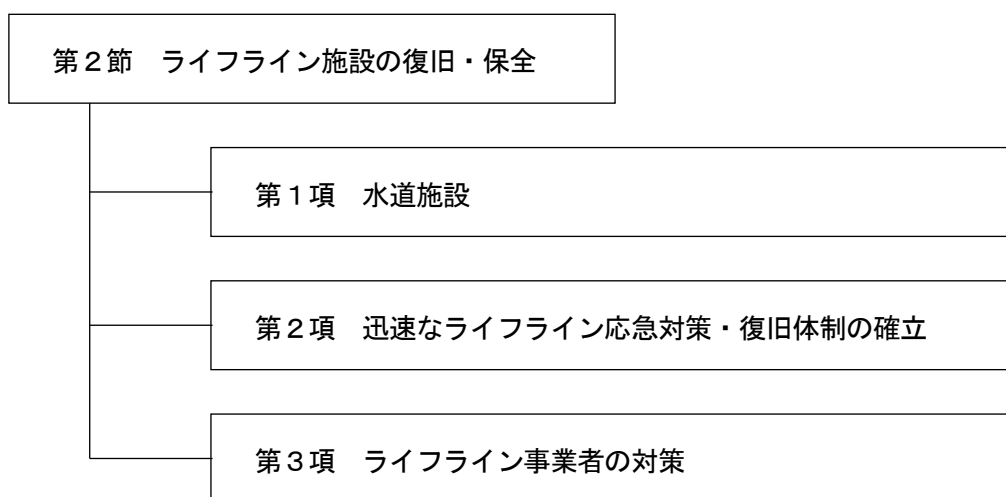 第２節　ライフライン施設の復旧・保全
第１項　水道施設
第２項　迅速なライフライン応急対策・復旧体制の確立
第３項　ライフライン事業者の対策